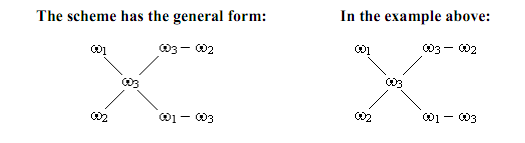 The scheme has the general form: In the example above:
ω1 ω3 − ω2 ω1 ω3 − ω2
ω3 ω3
ω2 ω1 − ω3 ω2 ω1 − ω3